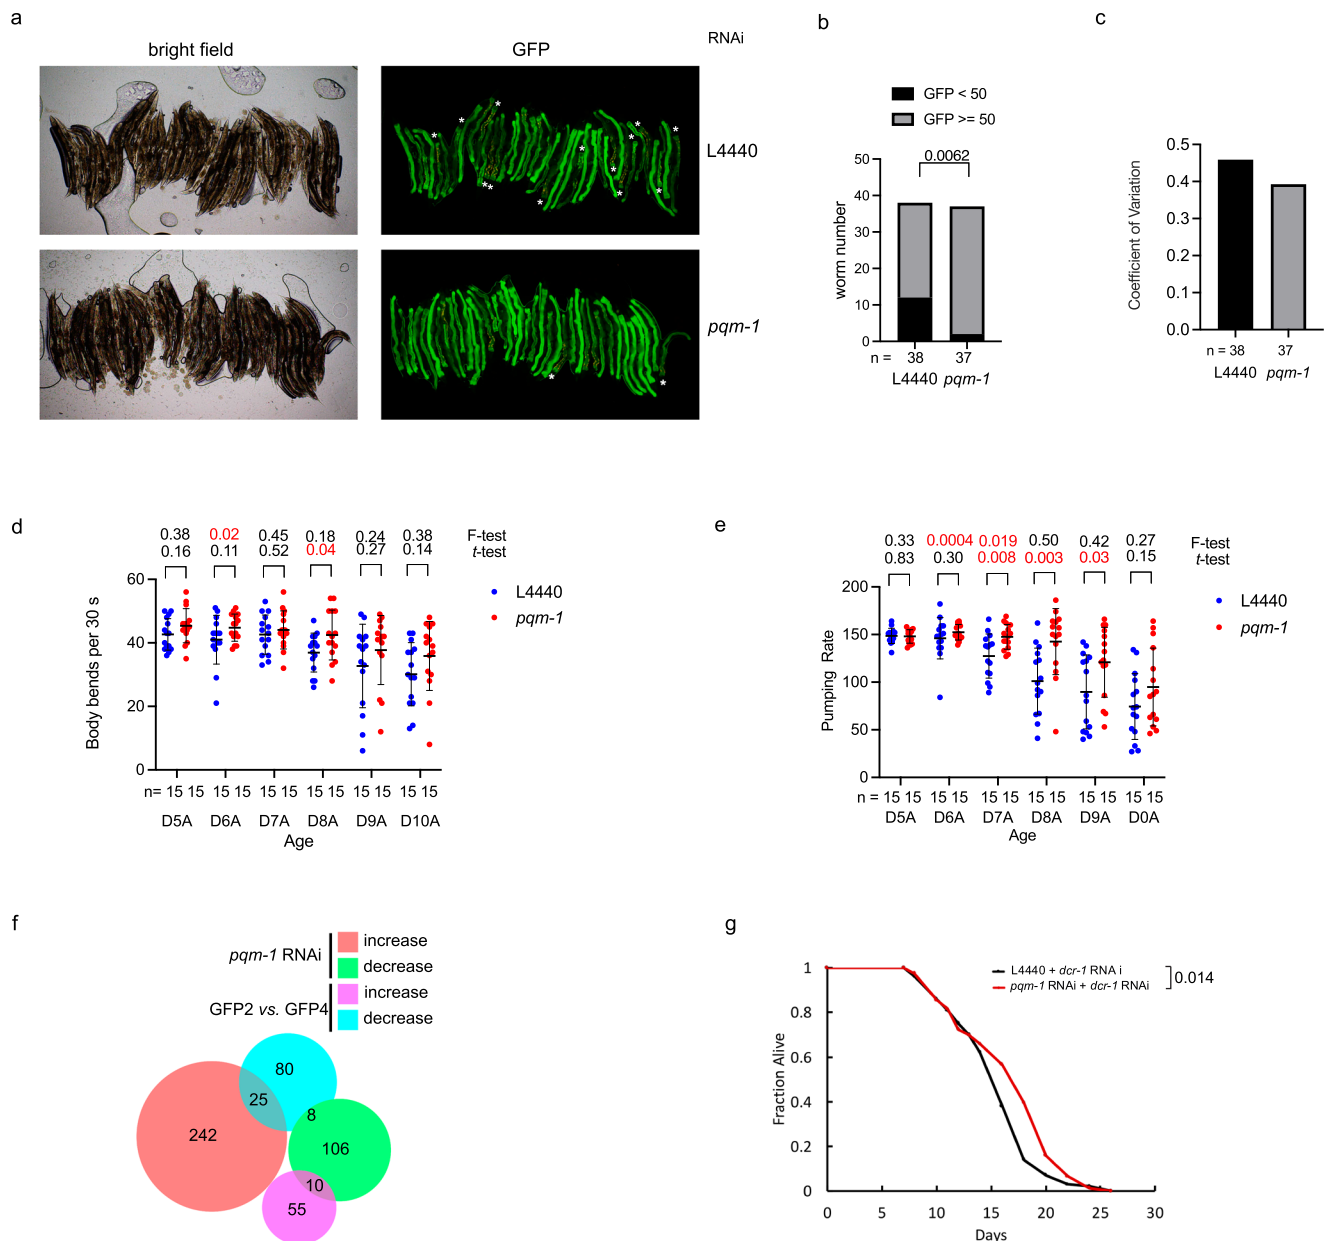 a
bright field
GFP
RNAi
L4440
pqm-1
* * * * * * * ** * * * *
* *
b
GFP < 50
GFP >= 50
0.0062
50
40
30
20
10
0
worm number
n = 38 37
L4440 pqm-1
c
0.5
0.4
0.3
0.2
0.1
0.0
Coefficient of Variation
n = 38 37
L4440 pqm-1
d
0.38 0.02 0.45 0.18 0.24 0.38 F-test
0.16 0.11 0.52 0.04 0.27 0.14 t-test
60
40
20
0
Body bends per 30 s
L4440
pqm-1
n= 15 15 15 15 15 15 15 15 15 15 15 15
D5A D6A D7A D8A D9A D10A
Age
e
0.33 0.0004 0.019 0.50 0.42 0.27 F-test
0.83 0.30 0.008 0.003 0.03 0.15 t-test
200
150
100
50
0
Pumping Rate
L4440
pqm-1
n = 15 15 15 15 15 15 15 15 15 15 15 15
D5A D6A D7A D8A D9A D0A
Age
f
pqm-1 RNAi
increase
decrease
GFP2 vs. GFP4
increase
decrease
80
25
8
242
106
10
55
g
L4440 + dcr-1 RNA i
pqm-1 RNAi + dcr-1 RNAi
0.014
1
0.8
0.6
0.4
0.2
0
Fraction Alive
0 5 10 15 20 25 30
Days